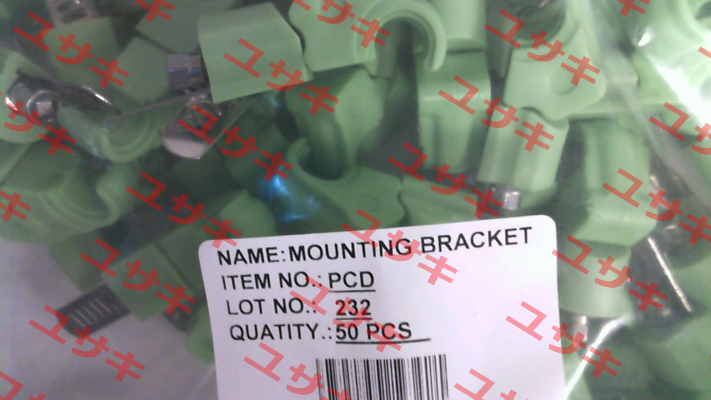 NAME:MOUNTING BRACKET
ITEM NO.: PCD
LOT NO.: 232
QUATITY.:50 PCS
ユサキ